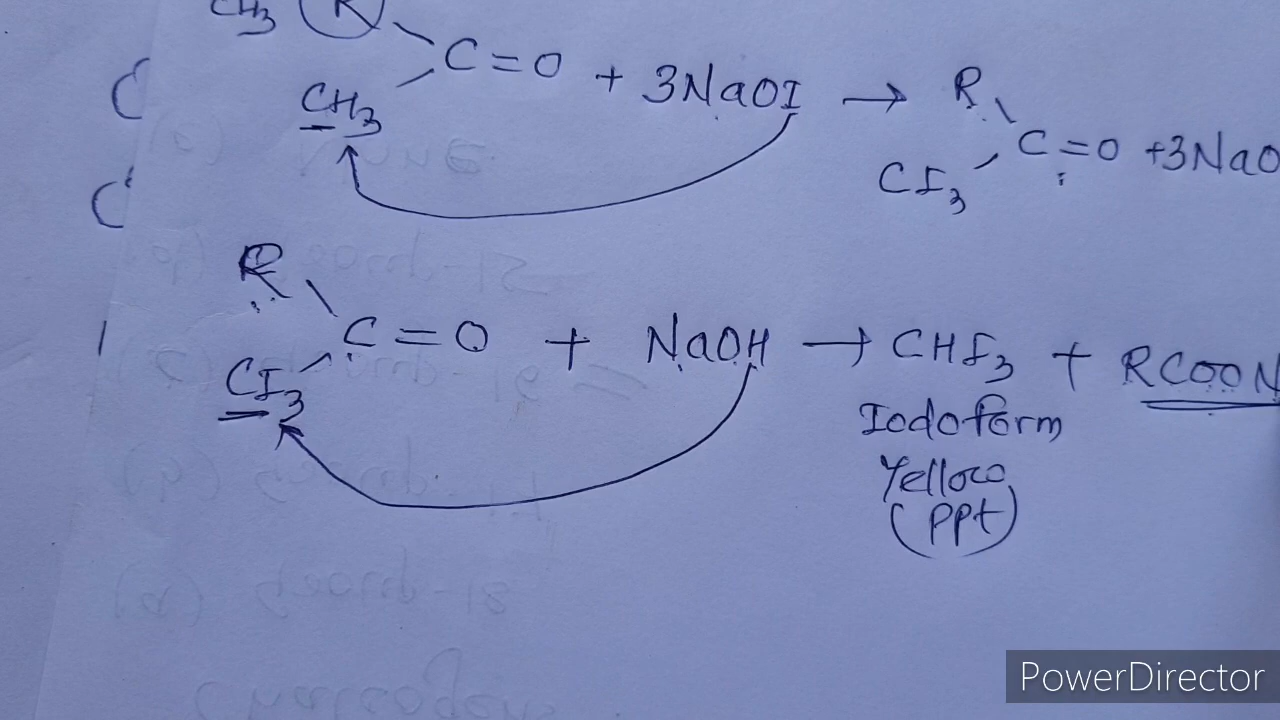 CH3 R
C=O + 3NaOI → R
CH3
C=O +3NaO
CI3
R
C=O + NaOH → CHI3 + RCOON
CI3
Iodoform
Yellow
(PPt)
PowerDirector